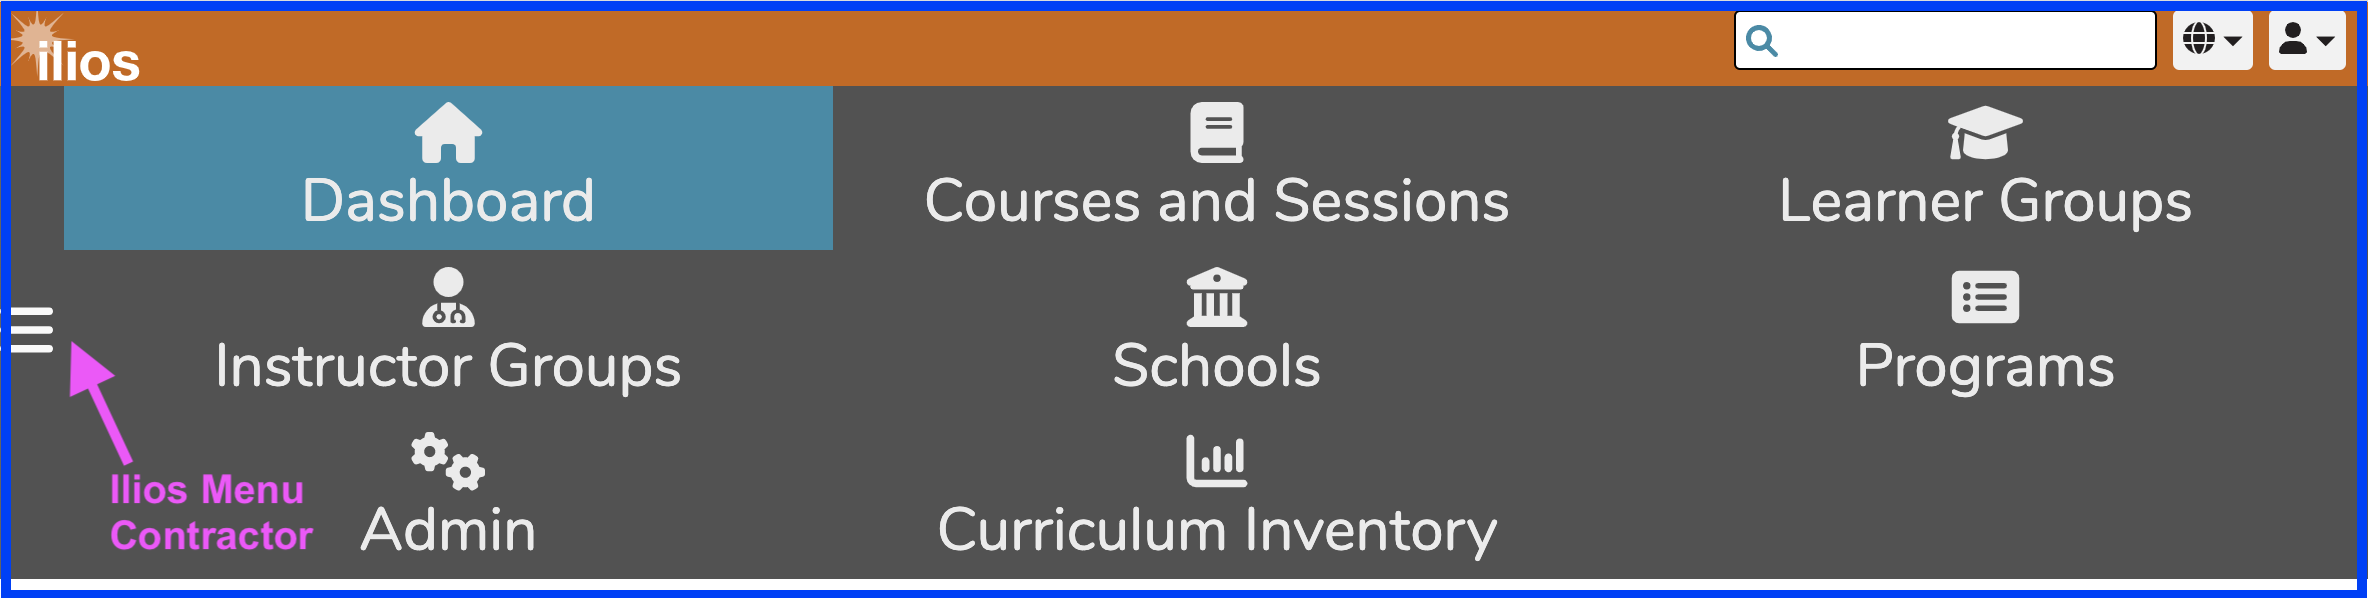 ilios
Dashboard
Courses and Sessions
Learner Groups
Instructor Groups
Schools
Programs
Ilios Menu
Contractor
Admin
Curriculum Inventory